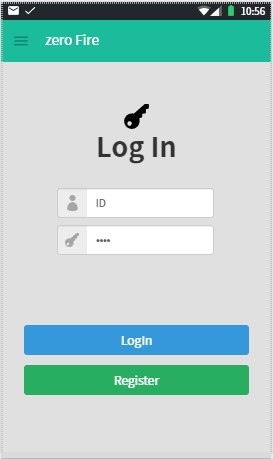 10:56
zero Fire
Log In
ID
••••
LogIn
Register